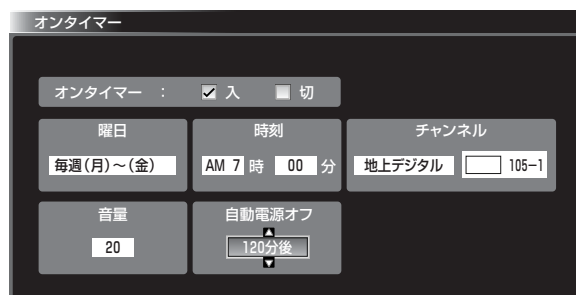 オンタイマー
オンタイマー : 入 切
曜日 時刻 チャンネル
毎週(月)~(金) AM 7 時 00 分 地上デジタル 105-1
音量 自動電源オフ
20 120分後